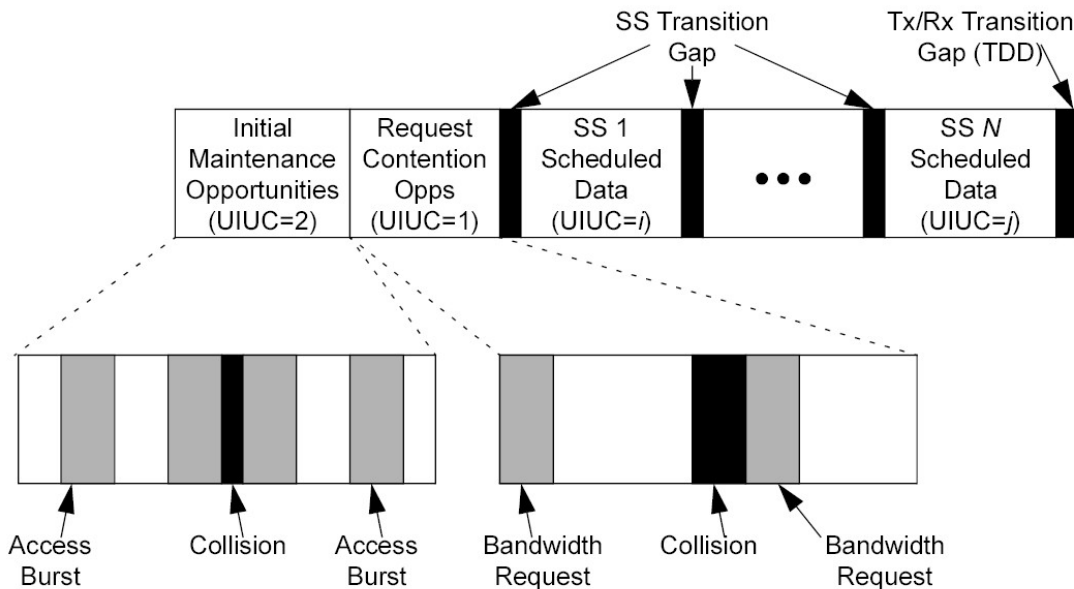 SS Transition
Gap
Tx/Rx Transition
Gap (TDD)
Initial
Maintenance
Opportunities
(UIUC=2)
Request
Contention
Opps
(UIUC=1)
SS 1
Scheduled
Data
(UIUC=i)
SS N
Scheduled
Data
(UIUC=j)
Access
Burst
Collision
Access
Burst
Bandwidth
Request
Collision
Bandwidth
Request